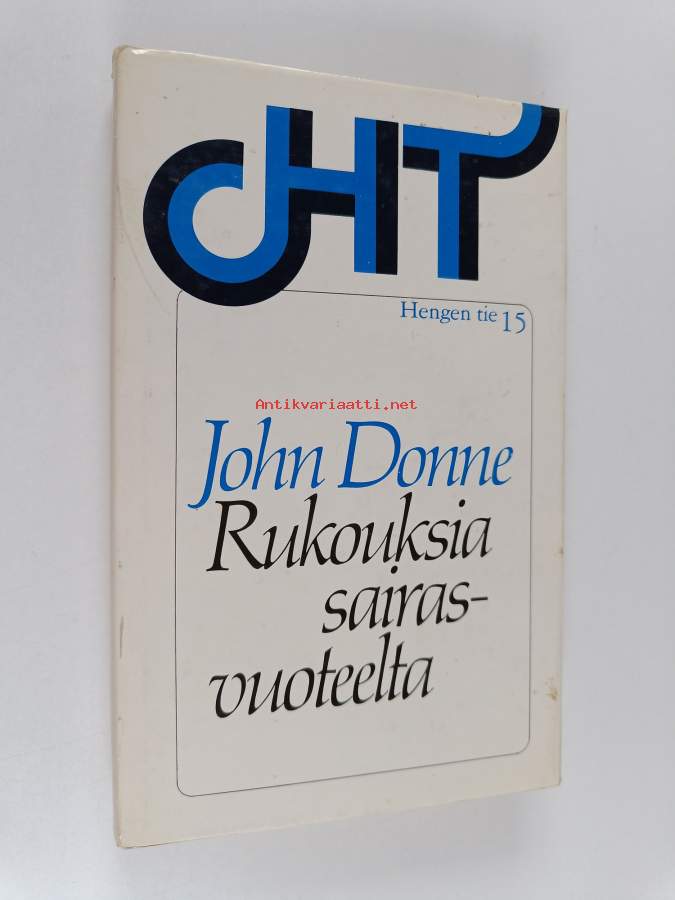 HT
Hengen tie 15
Antikvariaatti.net
John Donne
Rukouksia
sairas-
vuoteelta